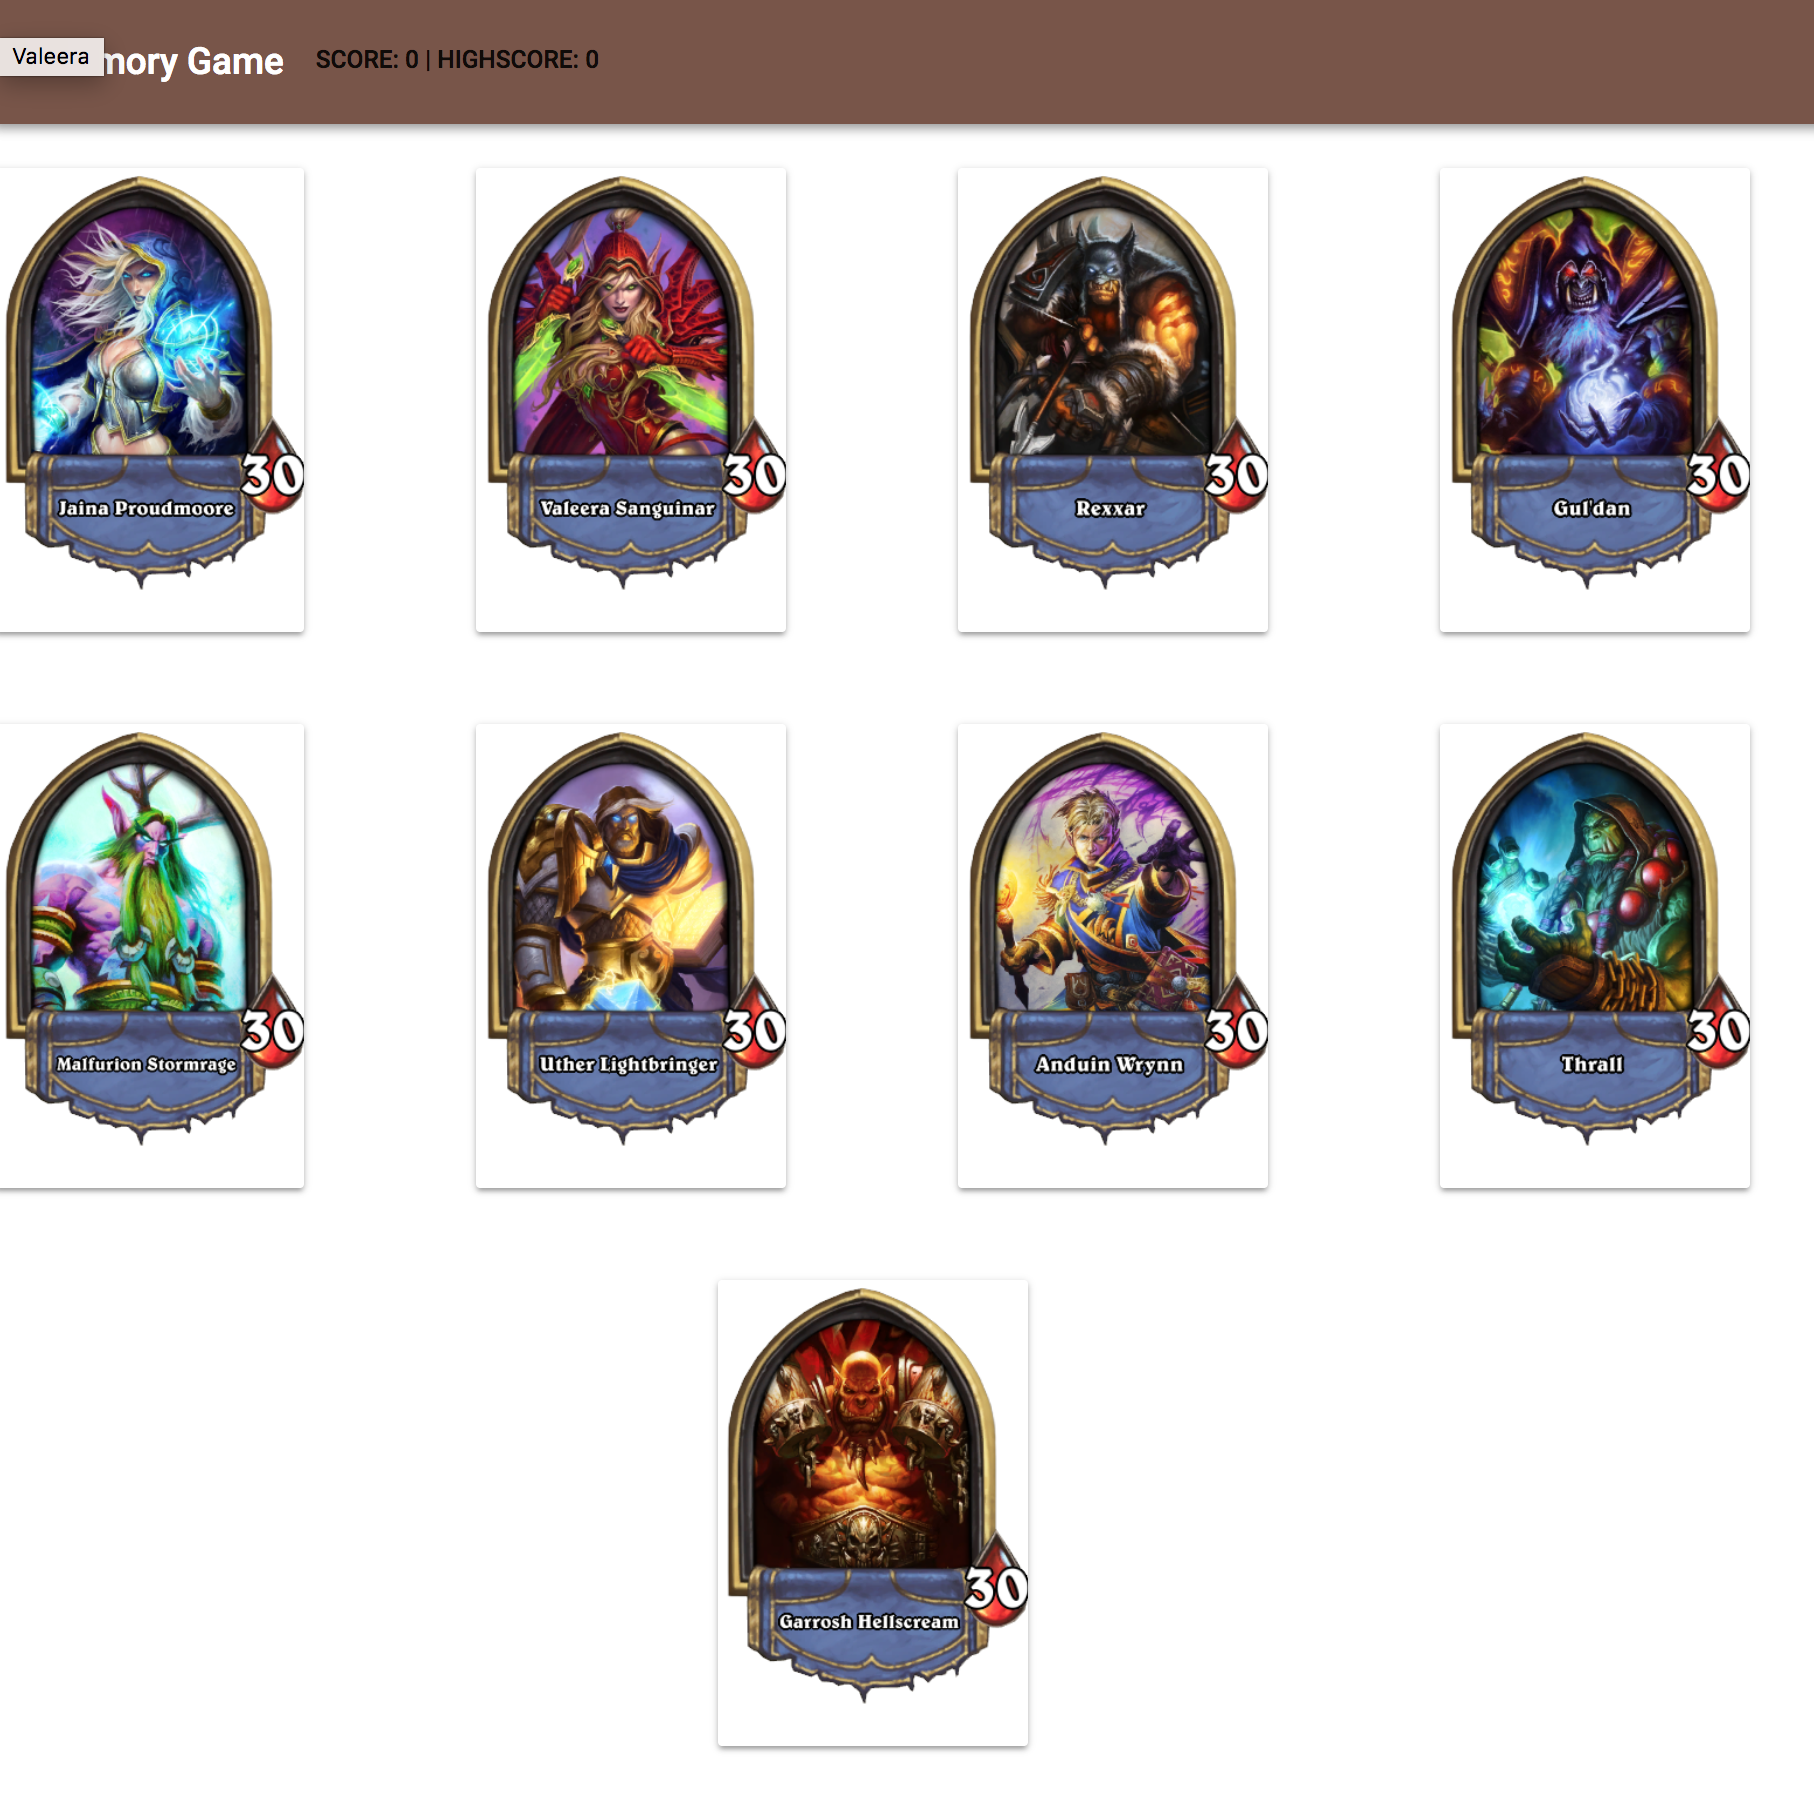 Valeera
mory Game
SCORE: 0 | HIGHSCORE: 0
30
Jaina Proudmoore
30
Valeera Sanguinar
30
Rexxar
30
Gul'dan
30
Malfurion Stormrage
30
Uther Lightbringer
30
Anduin Wrynn
30
Thrall
30
Garrosh Hellscream